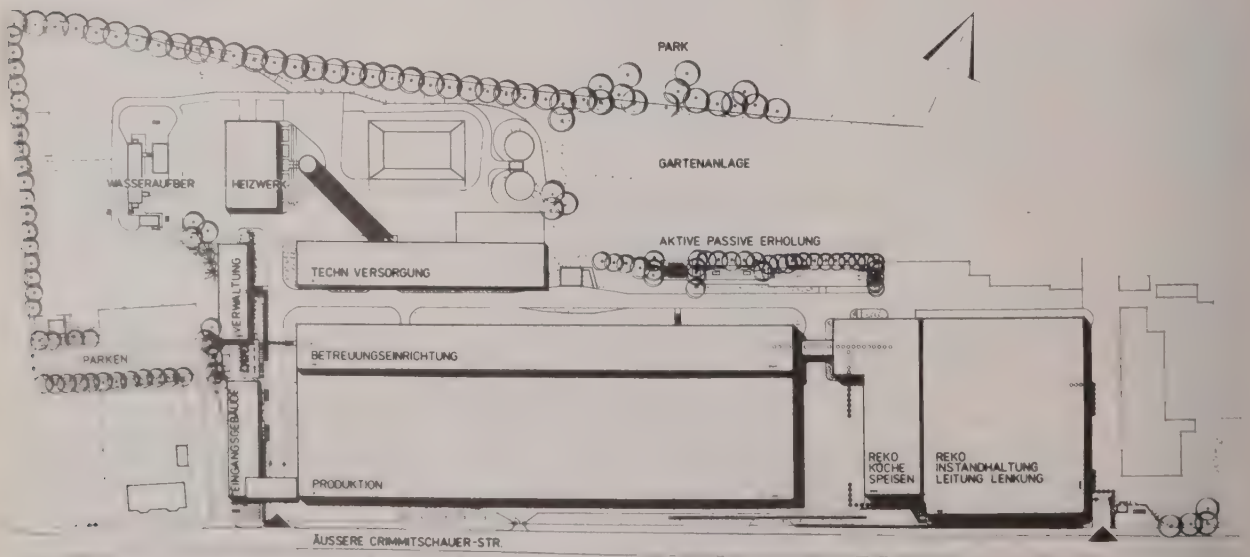 PARK
GARTENANLAGE
WASSERAUFBER
HEIZWERK
AKTIVE PASSIVE ERHOLUNG
TECHN VERSORGUNG
VERWALTUNG
BETREUUNGSEINRICHTUNG
PARKEN
EINGANGSGEBÄUDE
PRODUKTION
REKO
KÖCHE
SPEISEN
REKO
INSTANDHALTUNG
LEITUNG LENKUNG
ÄUSSERE CRIMMITSCHAUER-STR.